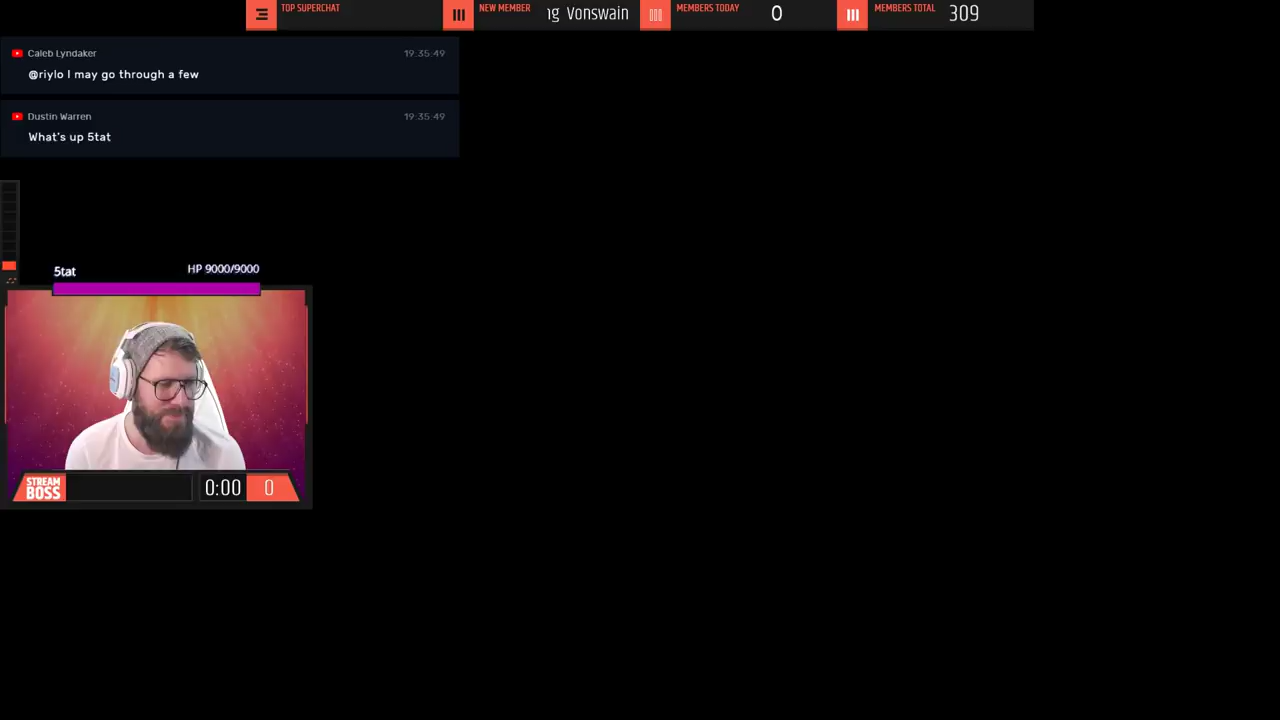 TOP SUPERCHAT
NEW MEMBER
Vonswain
MEMBERS TODAY
0
MEMBERS TOTAL
309
Caleb Lyndaker
19:35:49
@riylo I may go through a few
Dustin Warren
19:35:49
What's up 5tat
5tat
HP 9000/9000
STREAM
BOSS
0:00
0